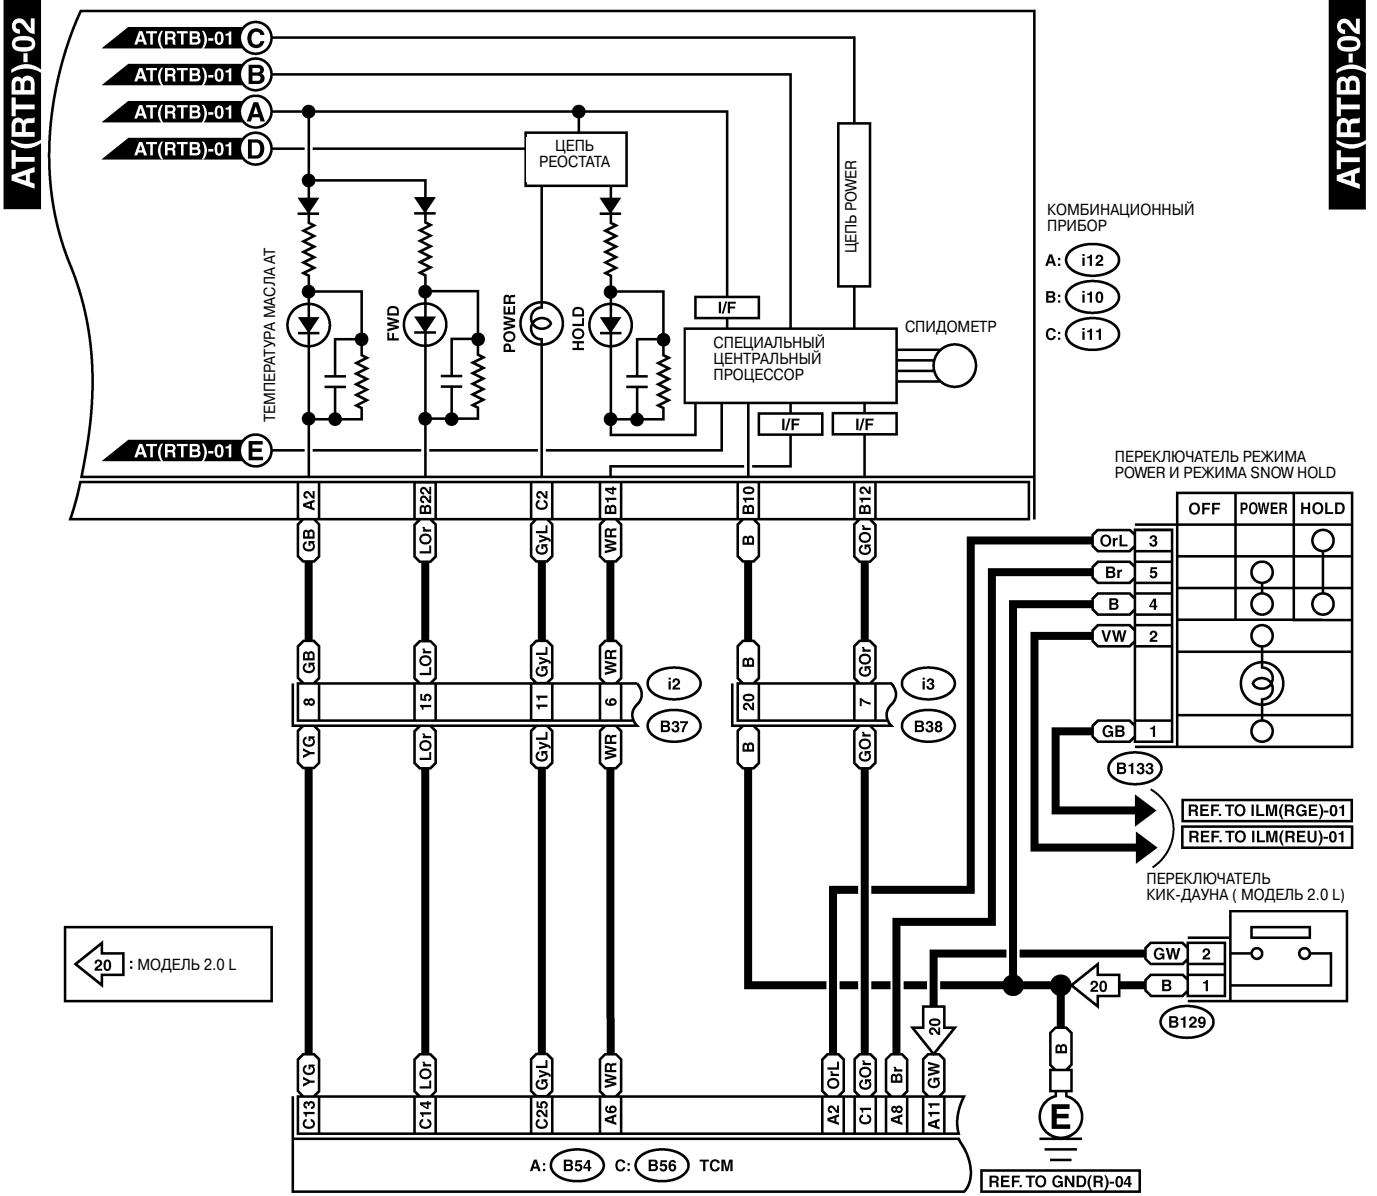 AT(RTB)-02
AT(RTB)-02
AT(RTB)-01 C
AT(RTB)-01 B
AT(RTB)-01 A
AT(RTB)-01 D
ЦЕПЬ
РЕОСТАТА
ЦЕПЬ POWER
КОМБИНАЦИОННЫЙ
ПРИБОР
A: i12
B: i10
C: i11
ТЕМПЕРАТУРА МАСЛА АТ
FWD
POWER
HOLD
I/F
СПЕЦИАЛЬНЫЙ
ЦЕНТРАЛЬНЫЙ
ПРОЦЕССОР
СПИДОМЕТР
I/F I/F
AT(RTB)-01 E
A2 B22 C2 B14 B10 B12
GB LOr GyL WR B GOr
GB LOr GyL WR B GOr
8 15 11 6 20 7
i2 i3
B37 B38
YG LOr GyL WR B GOr
ПЕРЕКЛЮЧАТЕЛЬ РЕЖИМА
POWER И РЕЖИМА SNOW HOLD
OFF POWER HOLD
OrL 3
Br 5
B 4
VW 2
GB 1
B133
REF. TO ILM(RGE)-01
REF. TO ILM(REU)-01
ПЕРЕКЛЮЧАТЕЛЬ
КИК-ДАУНА ( МОДЕЛЬ 2.0 L)
GW 2
20 B 1
B129
20 : МОДЕЛЬ 2.0 L
20
B
E
YG LOr GyL WR OrL GOr Br GW
C13 C14 C25 A6 A2 C1 A8 A11
A: B54 C: B56 TCM
REF. TO GND(R)-04